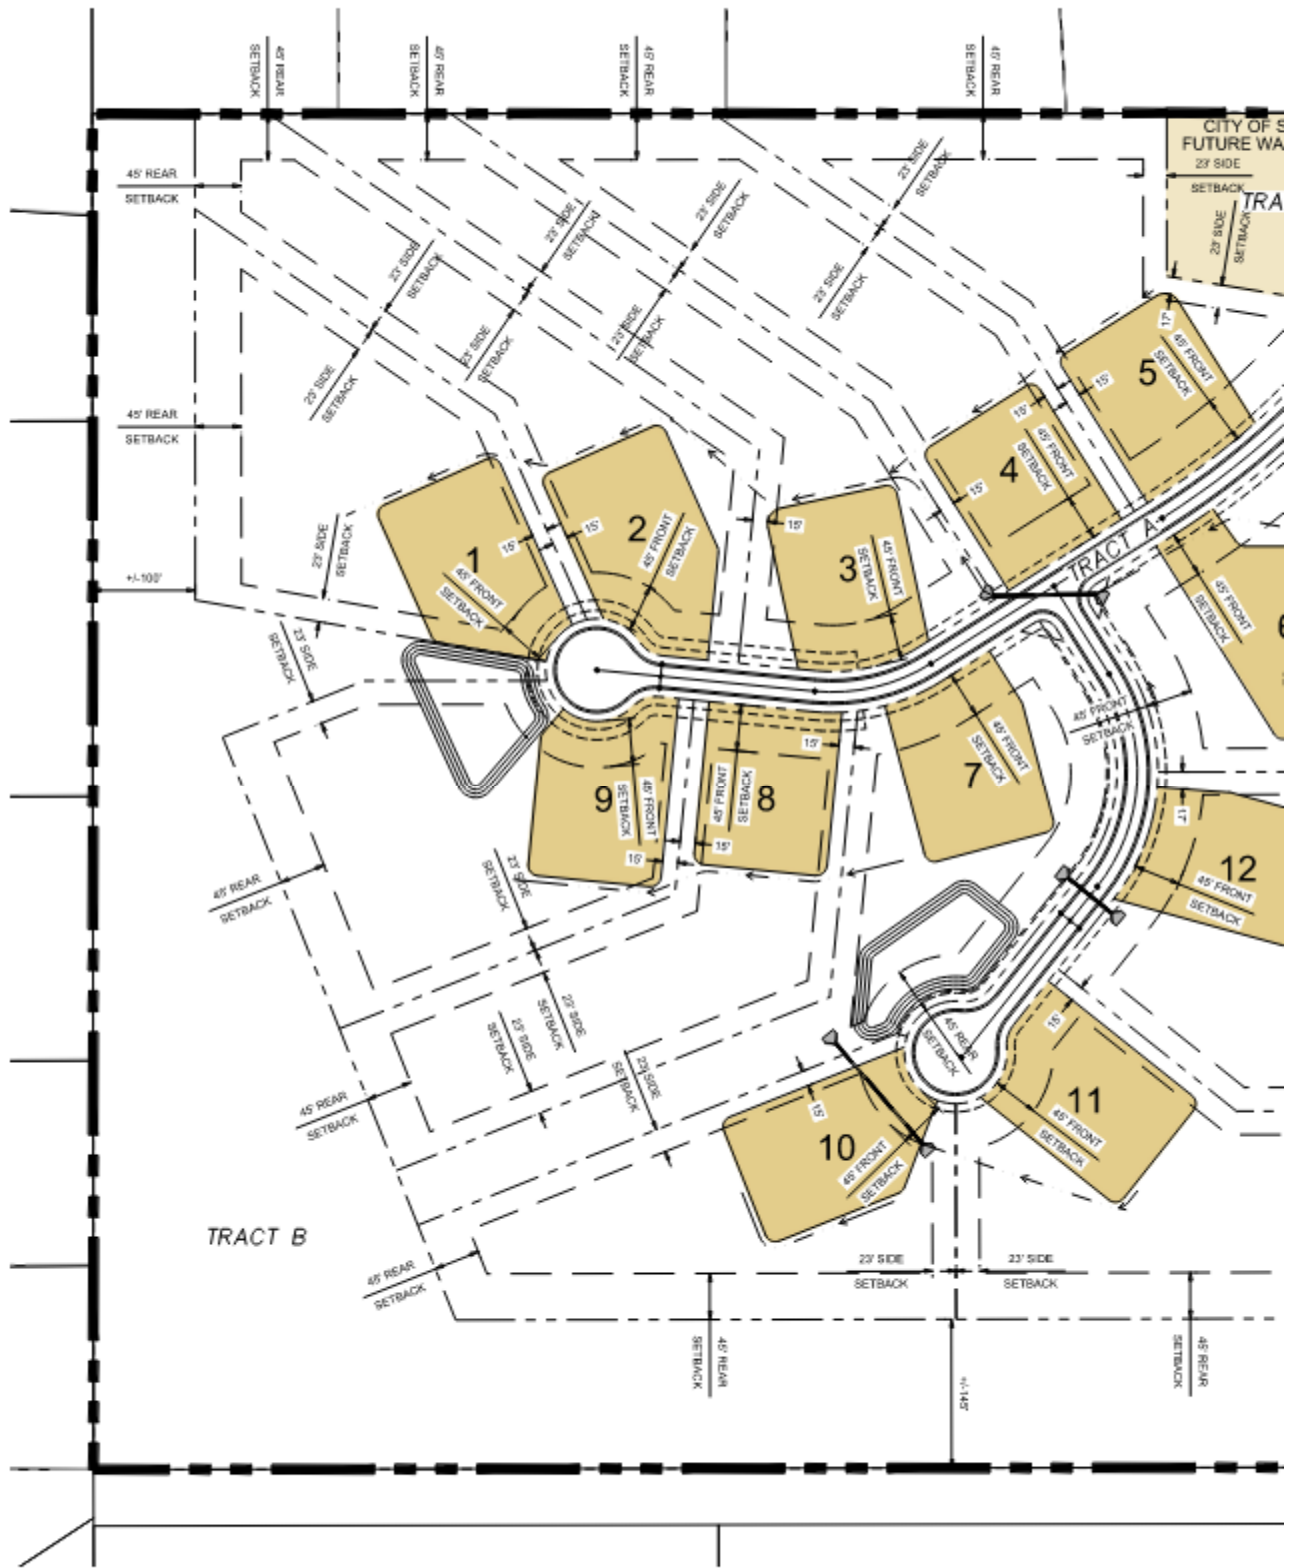 45' REAR
SETBACK
45' REAR
SETBACK
45' REAR
SETBACK
45' REAR
SETBACK
CITY OF S
FUTURE WA
23' SIDE
SETBACK
TRA
23' SIDE
SETBACK
45' REAR
SETBACK
23' SIDE
SETBACK
23' SIDE
SETBACK
23' SIDE
SETBACK
23' SIDE
SETBACK
23' SIDE
SETBACK
23' SIDE
SETBACK
23' SIDE
SETBACK
23' SIDE
SETBACK
17'
5
45' FRONT
SETBACK
15'
15'
45' REAR
SETBACK
4
45' FRONT
SETBACK
15'
1
15'
45' FRONT
SETBACK
2
15'
45' FRONT
SETBACK
3
15'
45' FRONT
SETBACK
TRACT A
23' SIDE
SETBACK
+/-100'
23' SIDE
SETBACK
45' FRONT
SETBACK
6
45' FRONT
SETBACK
7
45' FRONT
SETBACK
9
45' FRONT
SETBACK
15'
8
45' FRONT
SETBACK
15'
15'
17'
12
45' FRONT
SETBACK
45' REAR
SETBACK
23' SIDE
SETBACK
23' SIDE
SETBACK
23' SIDE
SETBACK
23' SIDE
SETBACK
45' REAR
SETBACK
45' REAR
SETBACK
15'
11
45' FRONT
SETBACK
15'
10
45' FRONT
SETBACK
TRACT B
45' REAR
SETBACK
23' SIDE
SETBACK
23' SIDE
SETBACK
45' REAR
SETBACK
45' REAR
SETBACK
+/-145'